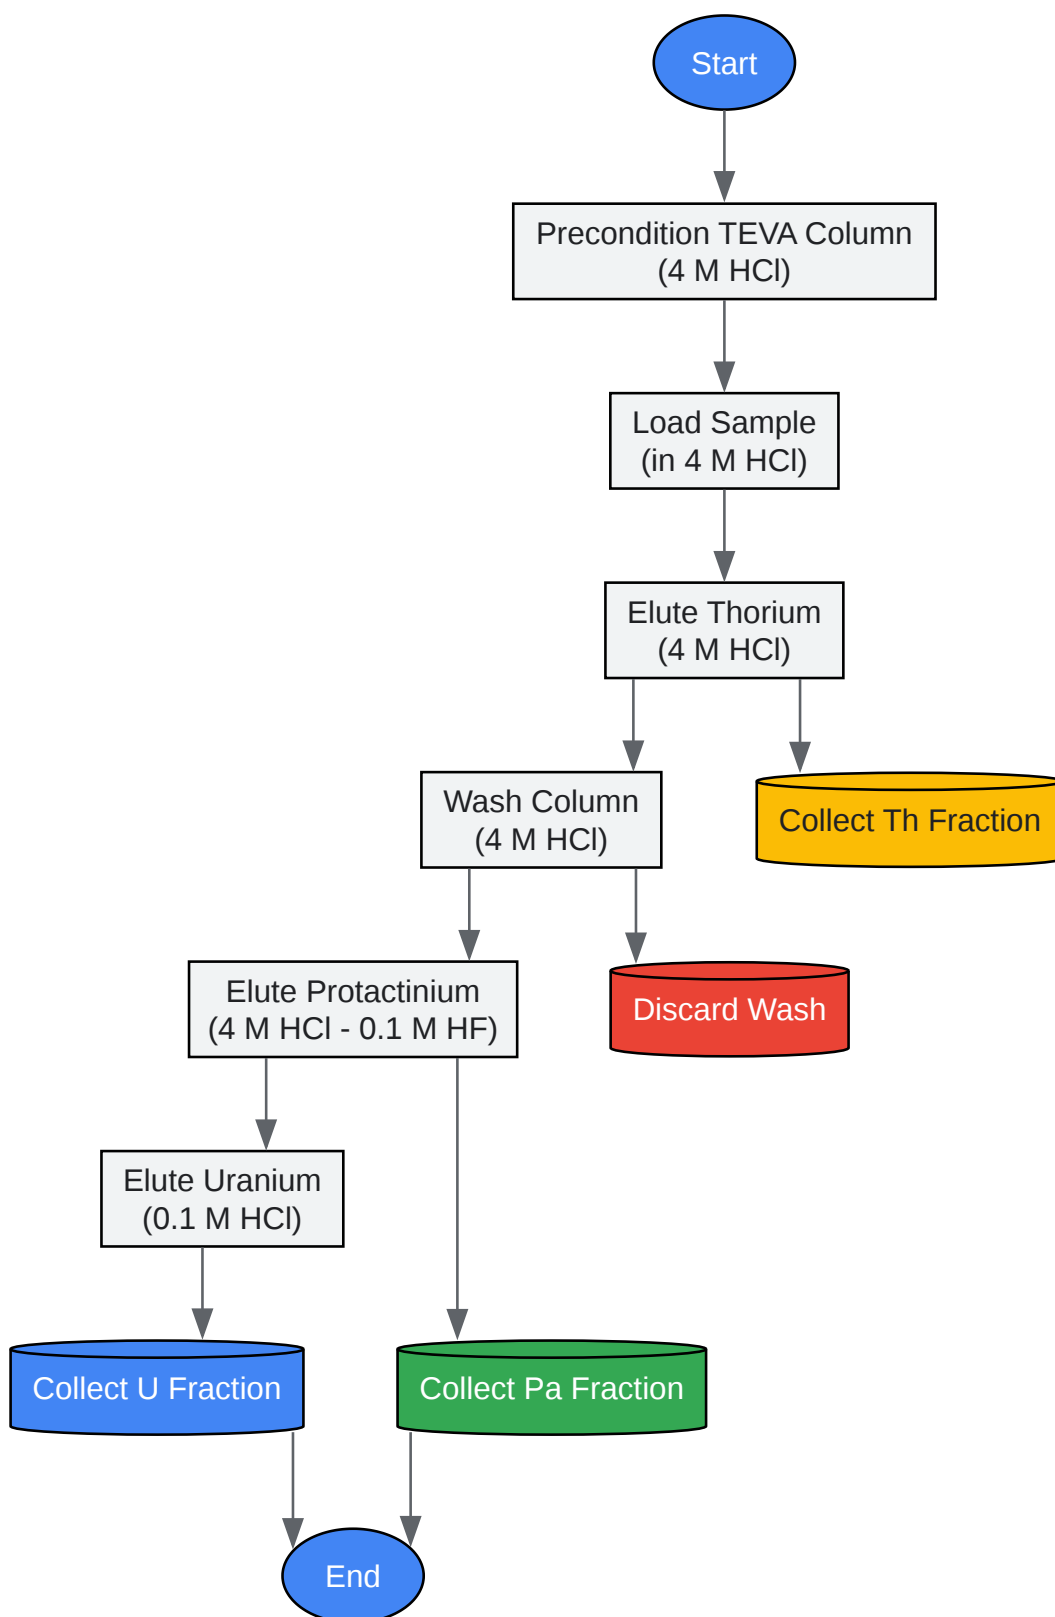 Start
Precondition TEVA Column
(4 M HCl)
Load Sample
(in 4 M HCl)
Elute Thorium
(4 M HCl)
Wash Column
(4 M HCl)
Collect Th Fraction
Elute Protactinium
(4 M HCl - 0.1 M HF)
Discard Wash
Elute Uranium
(0.1 M HCl)
Collect U Fraction
Collect Pa Fraction
End